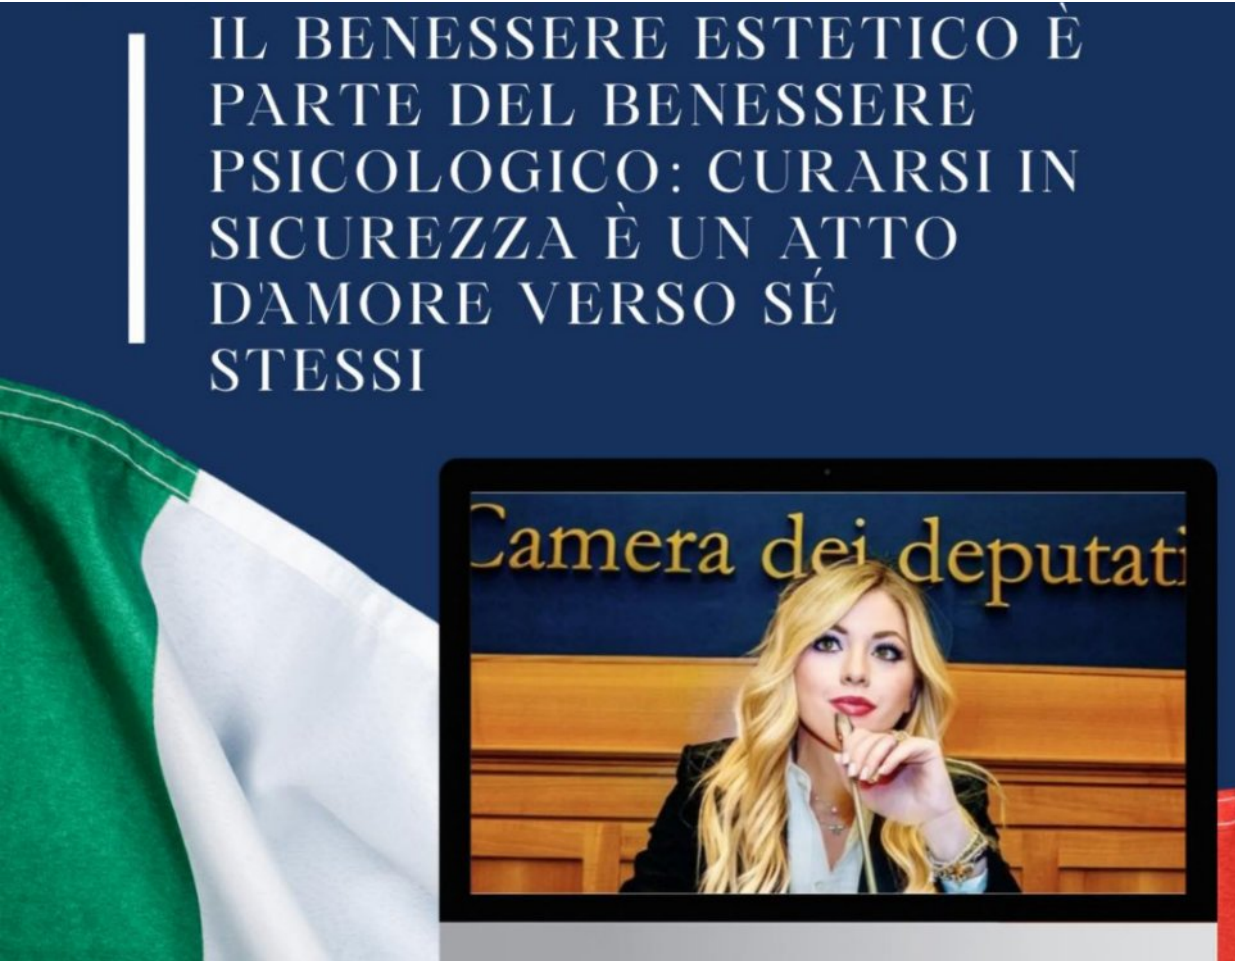 IL BENESSERE ESTETICO È
PARTE DEL BENESSERE
PSICOLOGICO: CURARSI IN
SICUREZZA È UN ATTO
D'AMORE VERSO SÉ
STESSI
Camera dei deputati